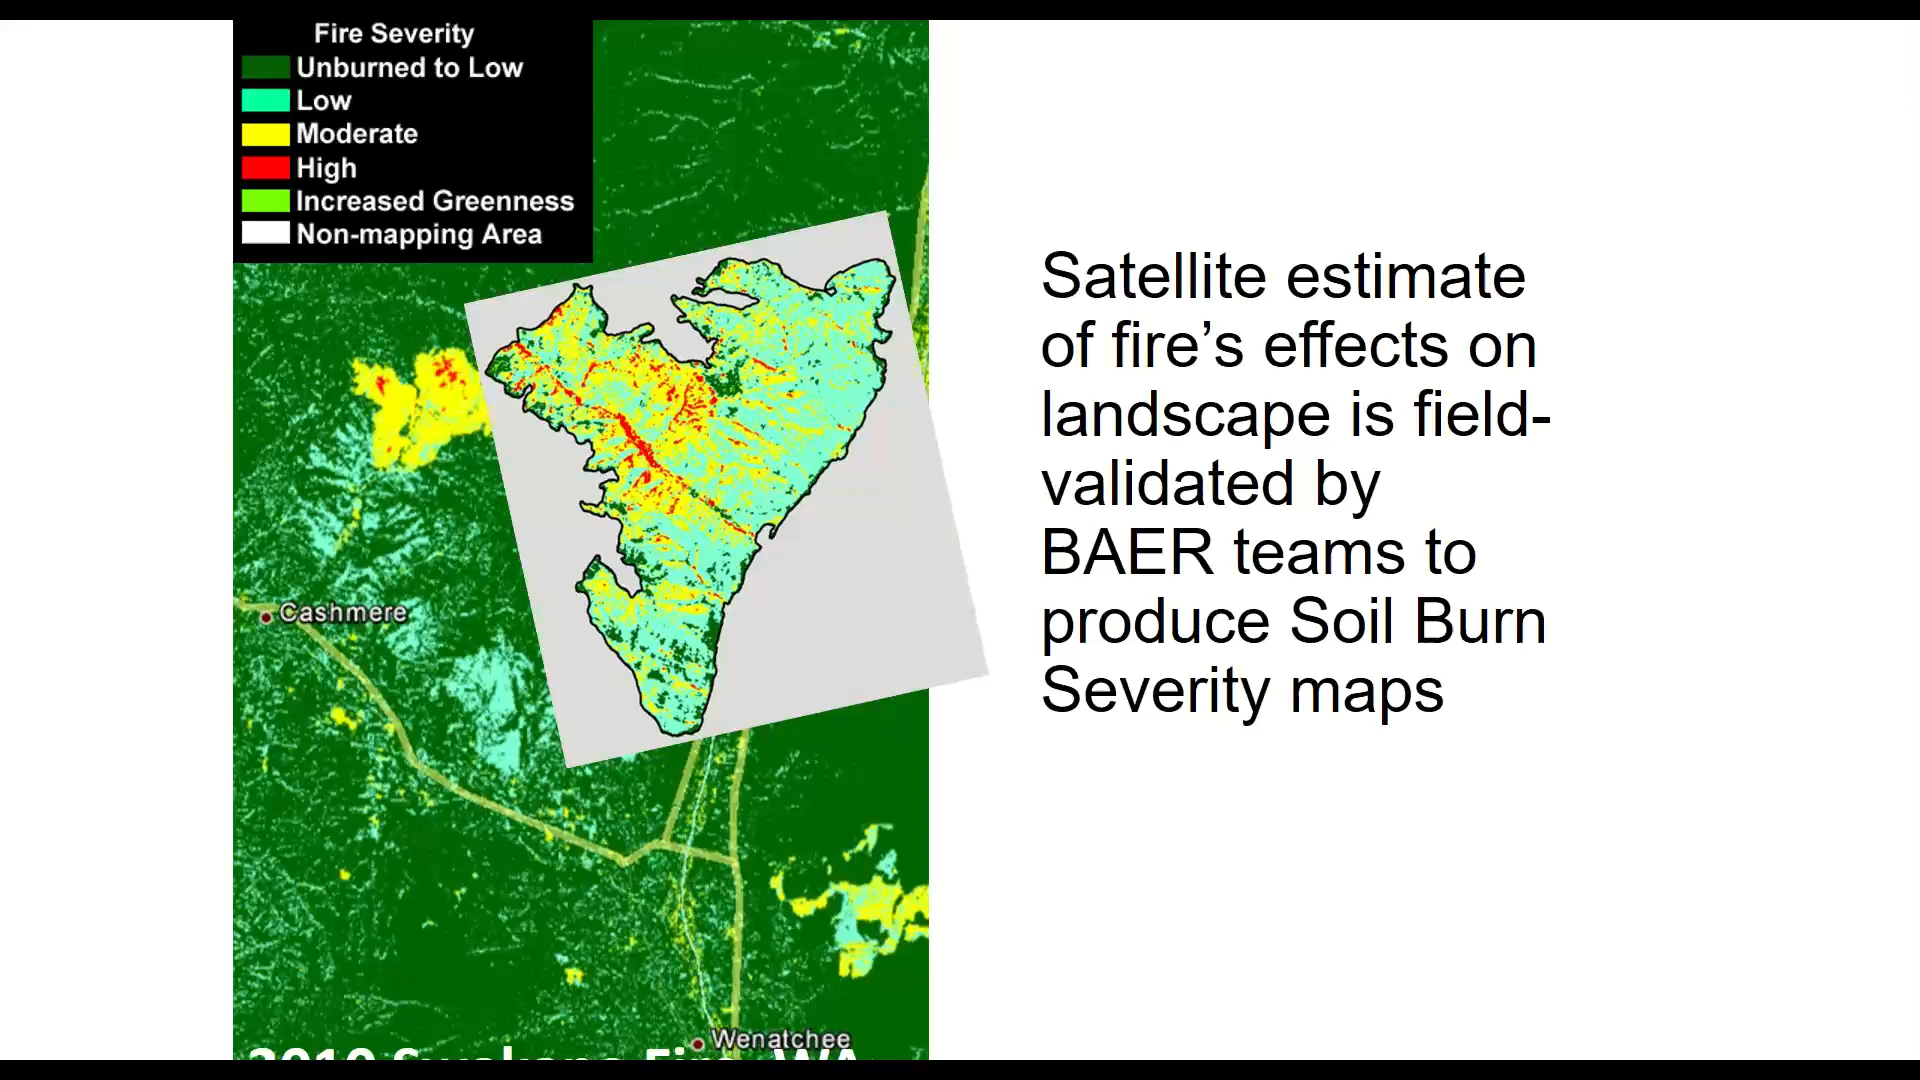 Fire Severity
Unburned to Low
Low
Moderate
High
Increased Greenness
Non-mapping Area
Cashmere
Wenatchee
Satellite estimate
of fire’s effects on
landscape is field-
validated by
BAER teams to
produce Soil Burn
Severity maps